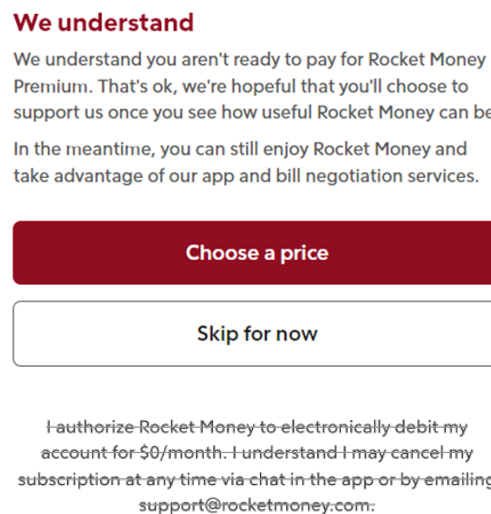 We understand
We understand you aren't ready to pay for Rocket Money
Premium. That's ok, we're hopeful that you'll choose to
support us once you see how useful Rocket Money can be
In the meantime, you can still enjoy Rocket Money and
take advantage of our app and bill negotiation services.
Choose a price
Skip for now
I authorize Rocket Money to electronically debit my
account for $0/month. I understand I may cancel my
subscription at any time via chat in the app or by emailing
support@rocketmoney.com.